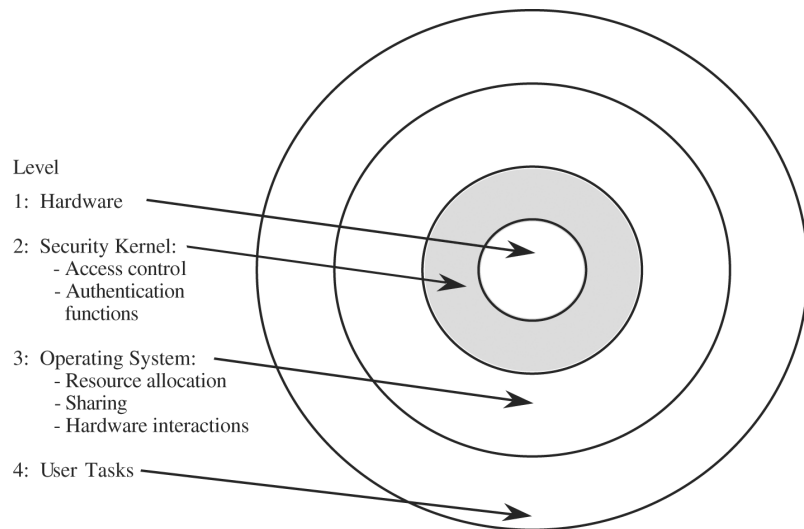 Level
1: Hardware
2: Security Kernel:
- Access control
- Authentication
functions
3: Operating System:
- Resource allocation
- Sharing
- Hardware interactions
4: User Tasks